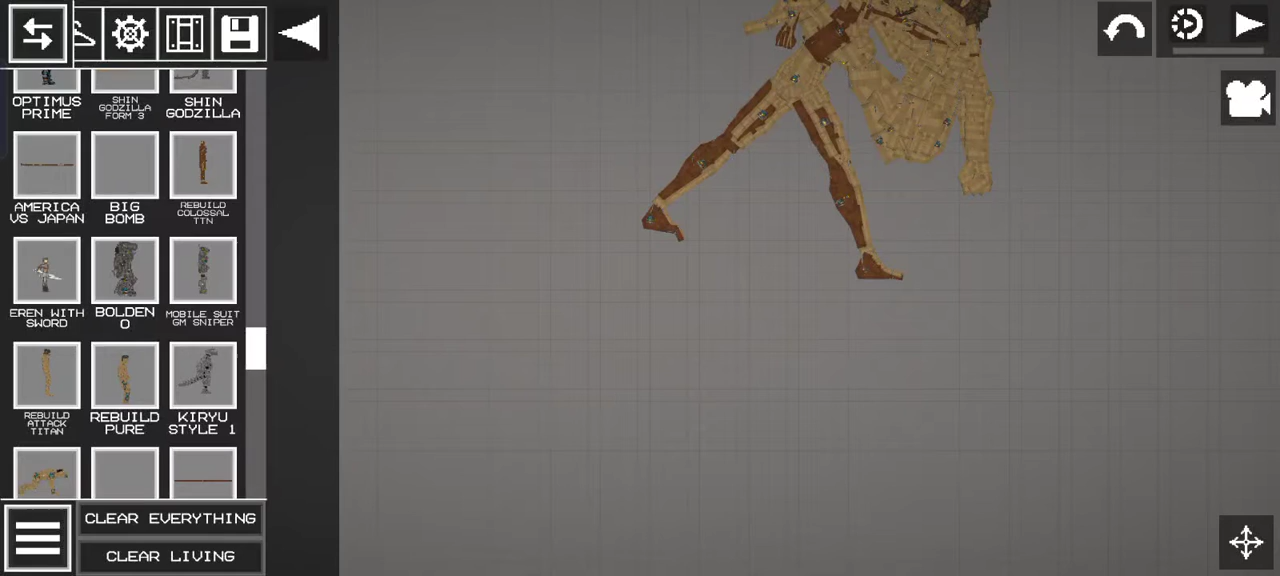 OPTIMUS
PRIME
SHIN
GODZILLA
FORM 3
SHIN
GODZILLA
AMERICA
VS JAPAN
BIG
BOMB
REBUILD
COLOSSAL
TTN
EREN WITH
SWORD
BOLDEN
0
MOBILE SUIT
GM SNIPER
REBUILD
ATTACK
TITAN
REBUILD
PURE
KIRYU
STYLE 1
CLEAR EVERYTHING
CLEAR LIVING